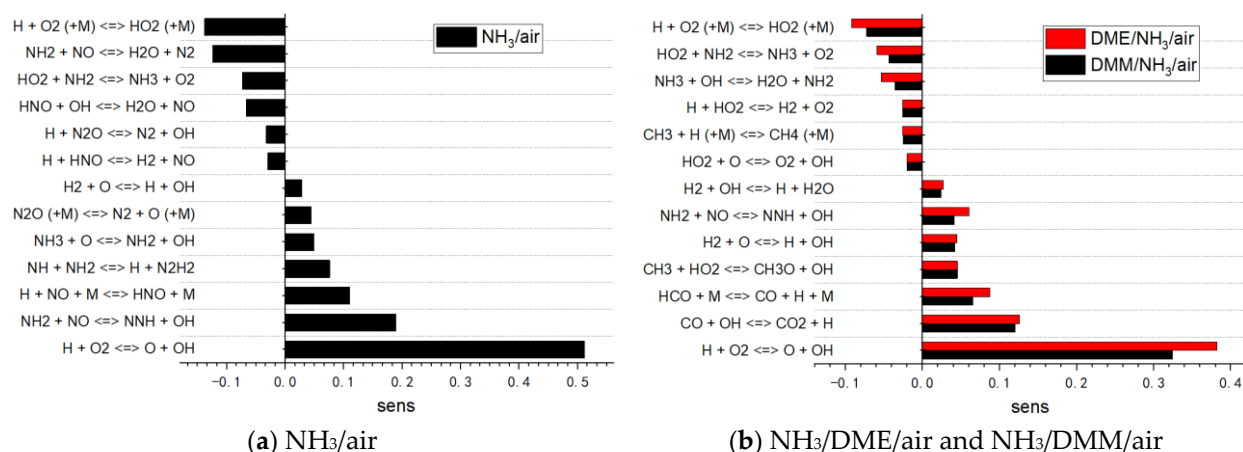 H + O2 (+M) <=> HO2 (+M)
NH2 + NO <=> H2O + N2
HO2 + NH2 <=> NH3 + O2
HNO + OH <=> H2O + NO
H + N2O <=> N2 + OH
H + HNO <=> H2 + NO
H2 + O <=> H + OH
N2O (+M) <=> N2 + O (+M)
NH3 + O <=> NH2 + OH
NH + NH2 <=> H + N2H2
H + NO + M <=> HNO + M
NH2 + NO <=> NNH + OH
H + O2 <=> O + OH
NH₃/air
−0.1 0.0 0.1 0.2 0.3 0.4 0.5
sens
(a) NH₃/air
H + O2 (+M) <=> HO2 (+M)
HO2 + NH2 <=> NH3 + O2
NH3 + OH <=> H2O + NH2
H + HO2 <=> H2 + O2
CH3 + H (+M) <=> CH4 (+M)
HO2 + O <=> O2 + OH
H2 + OH <=> H + H2O
NH2 + NO <=> NNH + OH
H2 + O <=> H + OH
CH3 + HO2 <=> CH3O + OH
HCO + M <=> CO + H + M
CO + OH <=> CO2 + H
H + O2 <=> O + OH
DME/NH₃/air
DMM/NH₃/air
−0.1 0.0 0.1 0.2 0.3 0.4
sens
(b) NH₃/DME/air and NH₃/DMM/air